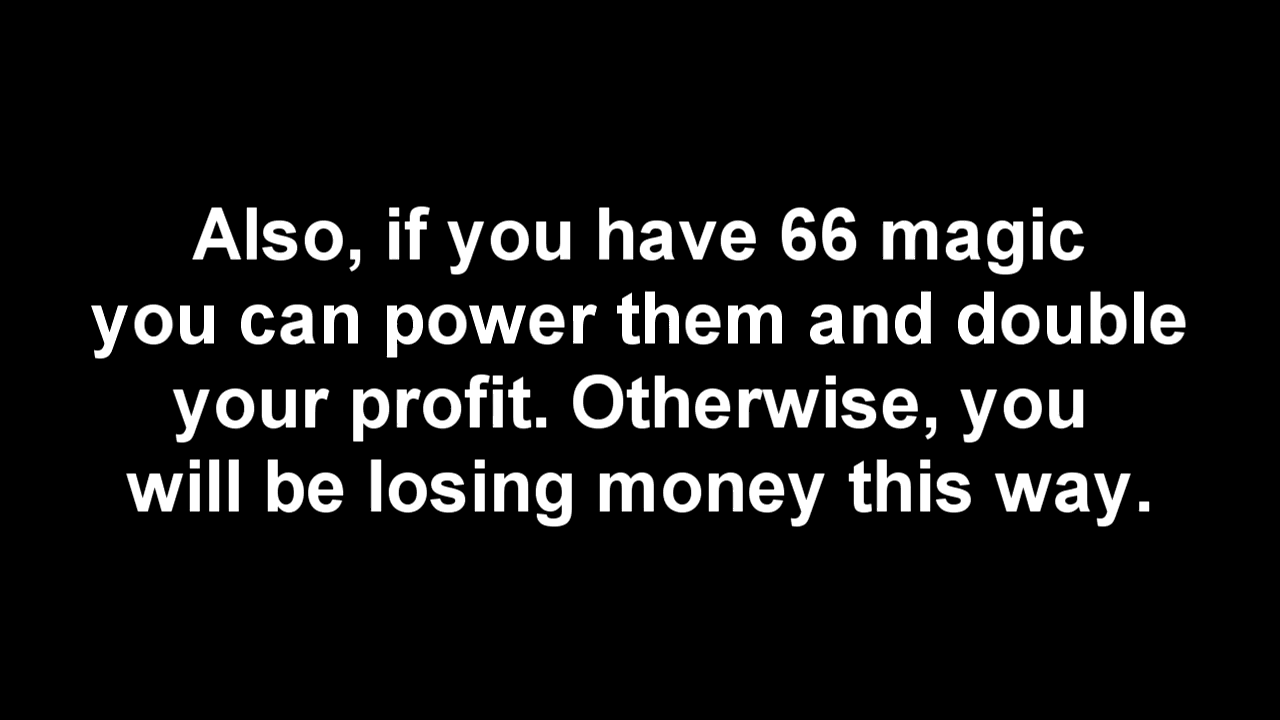 Also, if you have 66 magic
you can power them and double
your profit. Otherwise, you
will be losing money this way.